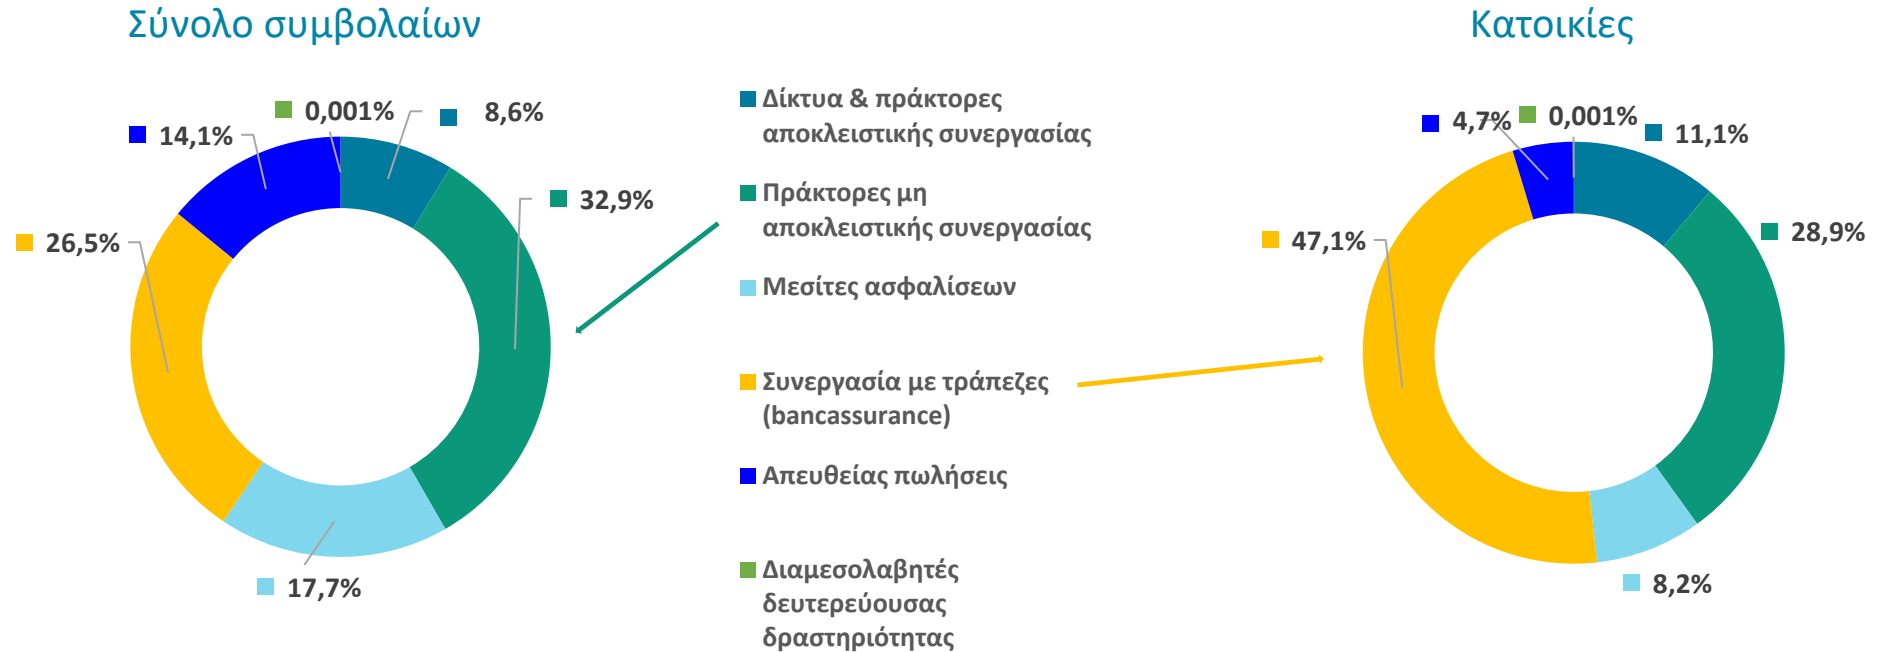 Σύνολο συμβολαίων
0,001%
8,6%
14,1%
32,9%
26,5%
17,7%
Δίκτυα & πράκτορες
αποκλειστικής συνεργασίας
Πράκτορες μη
αποκλειστικής συνεργασίας
Μεσίτες ασφαλίσεων
Συνεργασία με τράπεζες
(bancassurance)
Απευθείας πωλήσεις
Διαμεσολαβητές
δευτερεύουσας
δραστηριότητας
Κατοικίες
4,7%
0,001%
11,1%
28,9%
47,1%
8,2%